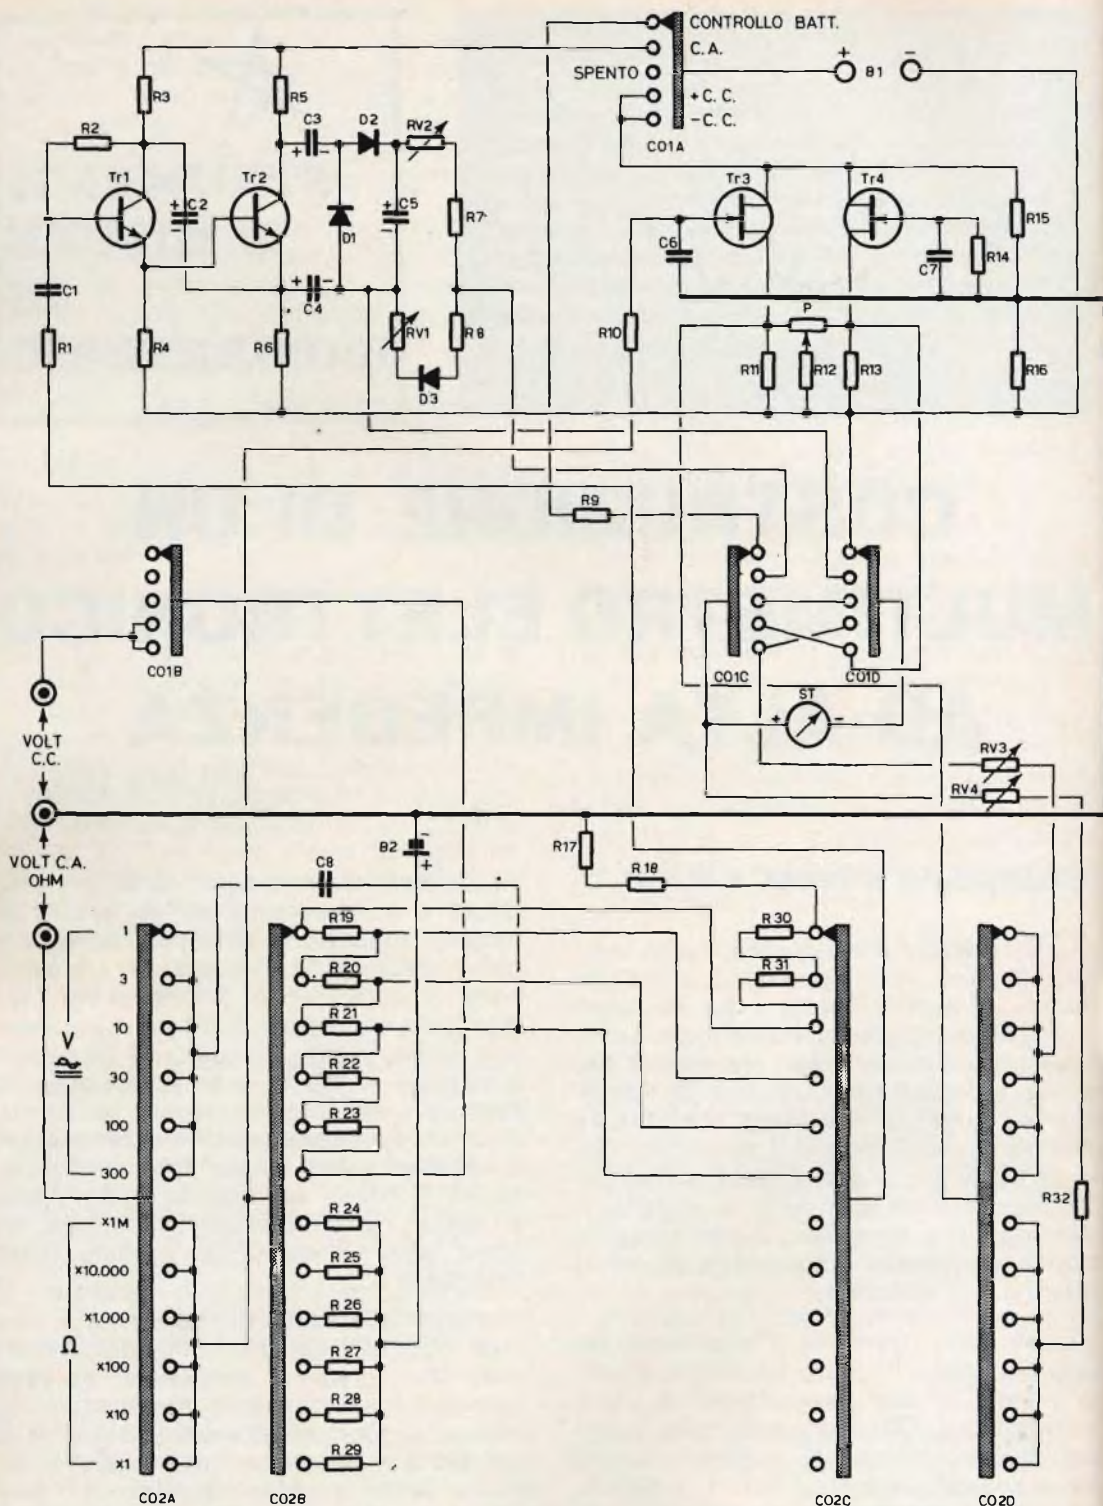 CONTROLLO BATT.
C.A.
SPENTO
+C.C.
-C.C.
CO1A
+ B1 -
R3
R5
R2
C3
D2
RV2
Tr1
Tr2
C2
D1
C5
R7
Tr3
Tr4
R15
C6
C7
R14
C1
C4
R1
R4
R6
RV1
R8
D3
R10
P
R11
R12
R13
R16
R9
CO1B
CO1C
CO1D
ST
+ -
VOLT
C.C.
RV3
RV4
VOLT C.A.
OHM
B2
-
+
C8
R17
R18
1
3
10
30
100
300
V
x1M
x10.000
x1.000
x100
x10
x1
Ω
R19
R20
R21
R22
R23
R24
R25
R26
R27
R28
R29
R30
R31
R32
CO2A
CO2B
CO2C
CO2D